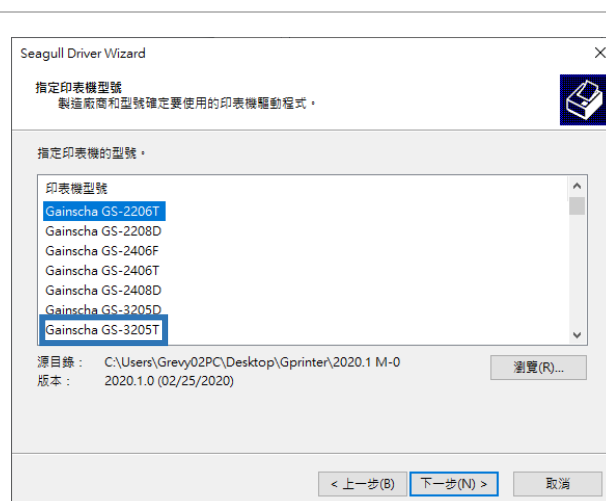 Seagull Driver Wizard
指定印表機型號
製造廠商和型號確定要使用的印表機驅動程式。
指定印表機的型號。
印表機型號
Gainscha GS-2206T
Gainscha GS-2208D
Gainscha GS-2406F
Gainscha GS-2406T
Gainscha GS-2408D
Gainscha GS-3205D
Gainscha GS-3205T
源目錄： C:\Users\Grevy02PC\Desktop\Gprinter\2020.1 M-0
瀏覽(R)...
版本： 2020.1.0 (02/25/2020)
< 上一步(B) 下一步(N) > 取消